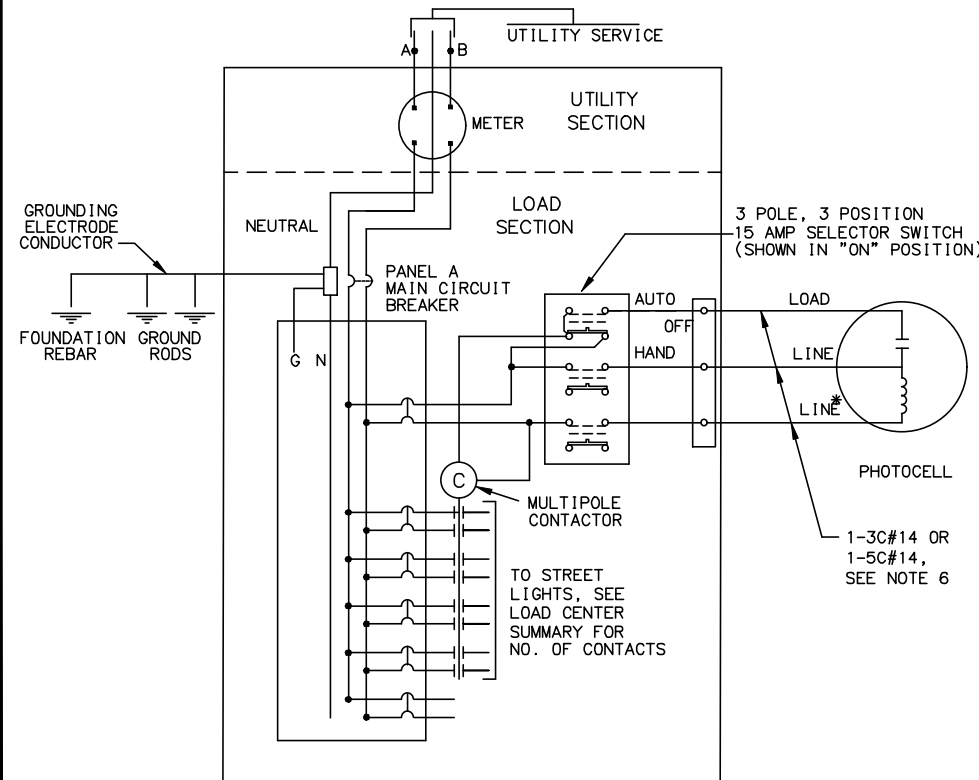 UTILITY SERVICE
A
B
UTILITY
SECTION
METER
LOAD
SECTION
NEUTRAL
GROUNDING
ELECTRODE
CONDUCTOR
3 POLE, 3 POSITION
15 AMP SELECTOR SWITCH
(SHOWN IN "ON" POSITION)
PANEL A
MAIN CIRCUIT
BREAKER
AUTO
OFF
HAND
LOAD
LINE
LINE*
FOUNDATION
REBAR
GROUND
RODS
G N
PHOTOCELL
C
MULTIPOLE
CONTACTOR
1-3C#14 OR
1-5C#14,
SEE NOTE 6
TO STREET
LIGHTS, SEE
LOAD CENTER
SUMMARY FOR
NO. OF CONTACTS